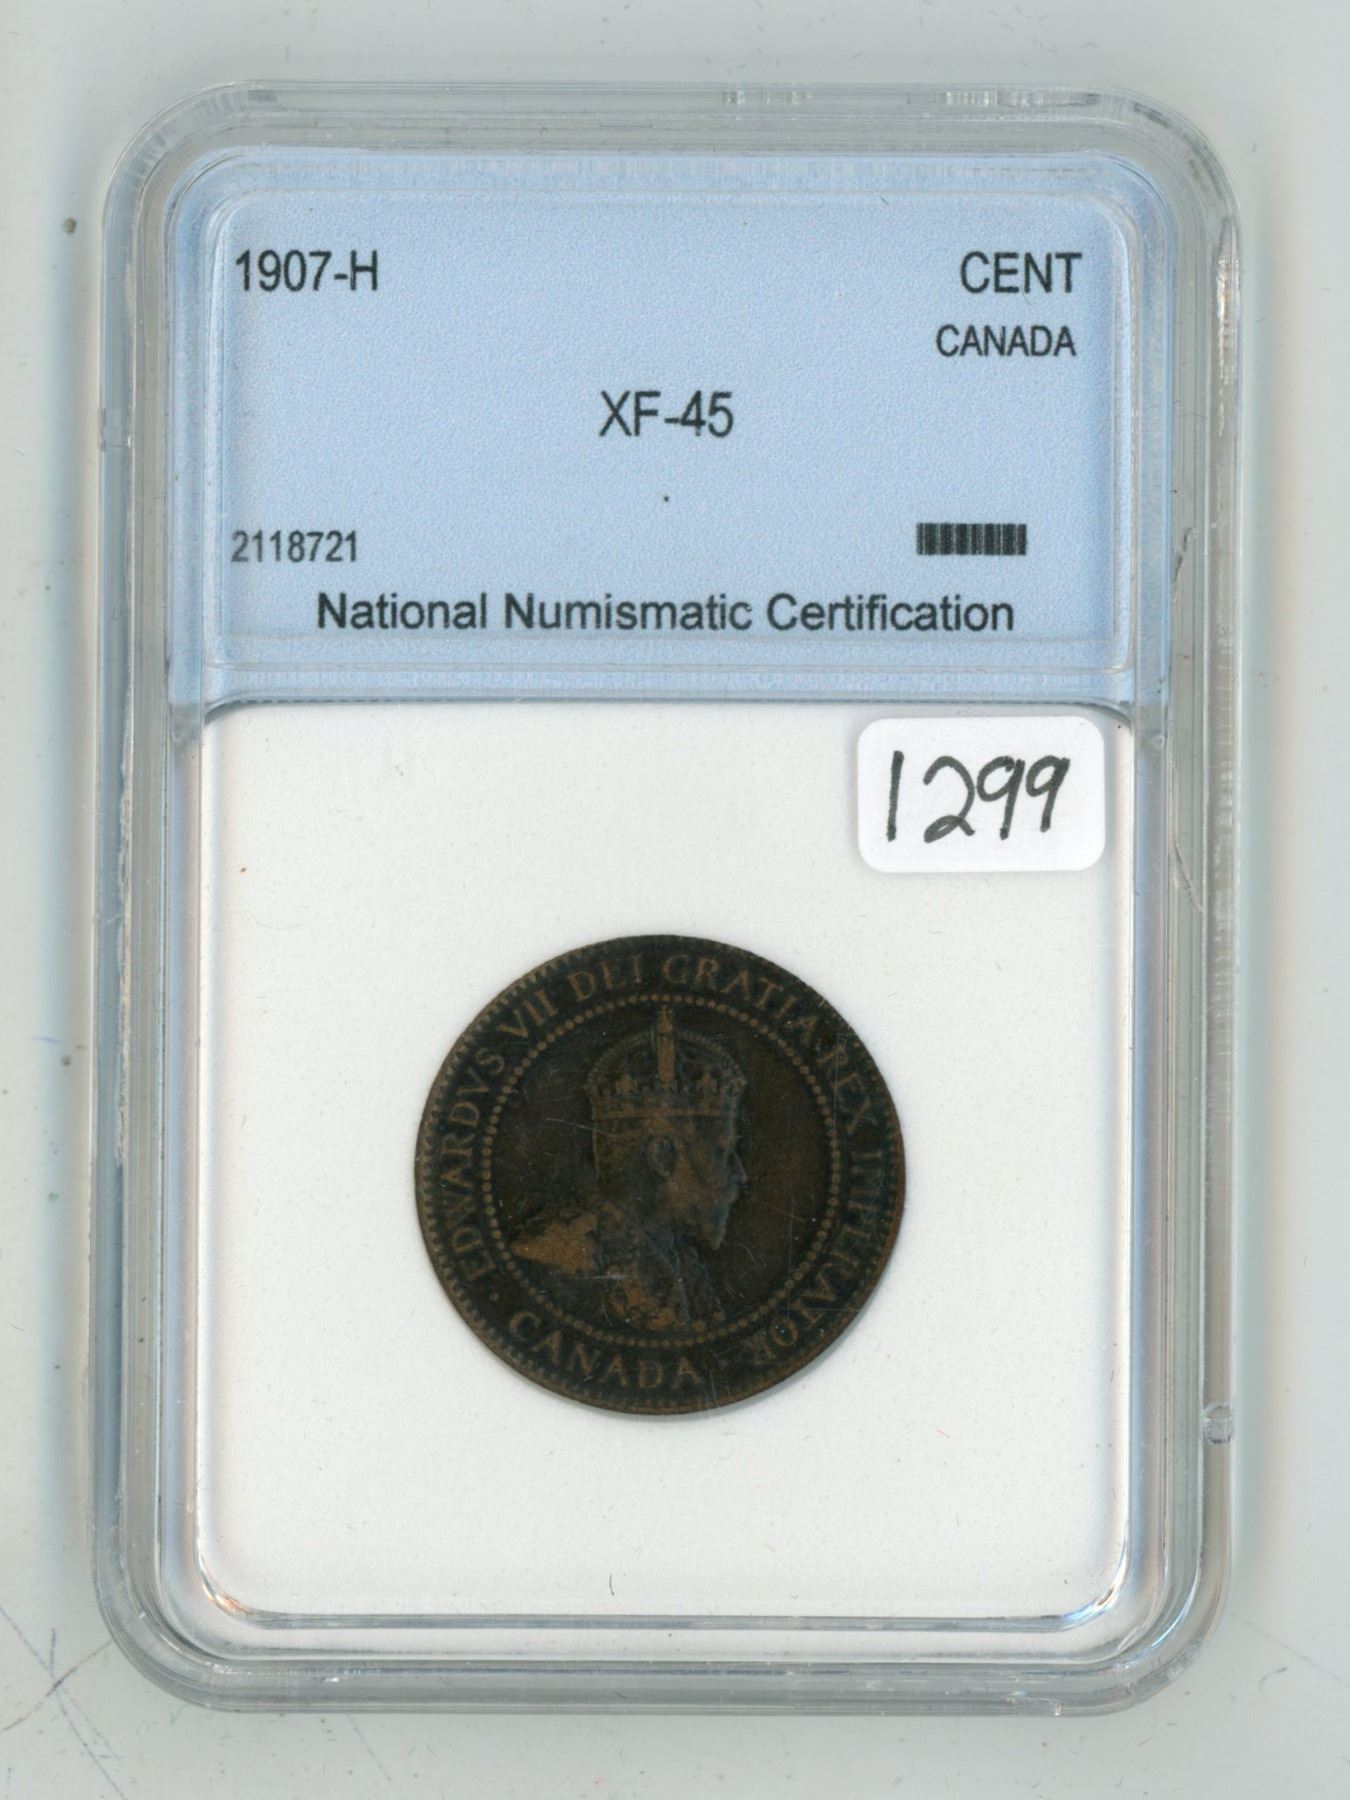 1907-H CENT
CANADA
XF-45
2118721
National Numismatic Certification
1299
EDWARDVS VII DEI GRATIA·REX IMPERATOR
· CANADA ·